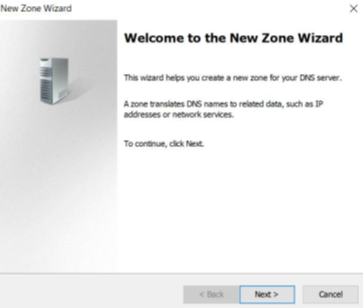 New Zone Wizard
Welcome to the New Zone Wizard
This wizard helps you create a new zone for your DNS server.
A zone translates DNS names to related data, such as IP
addresses or network services.
To continue, click Next.
< Back Next > Cancel